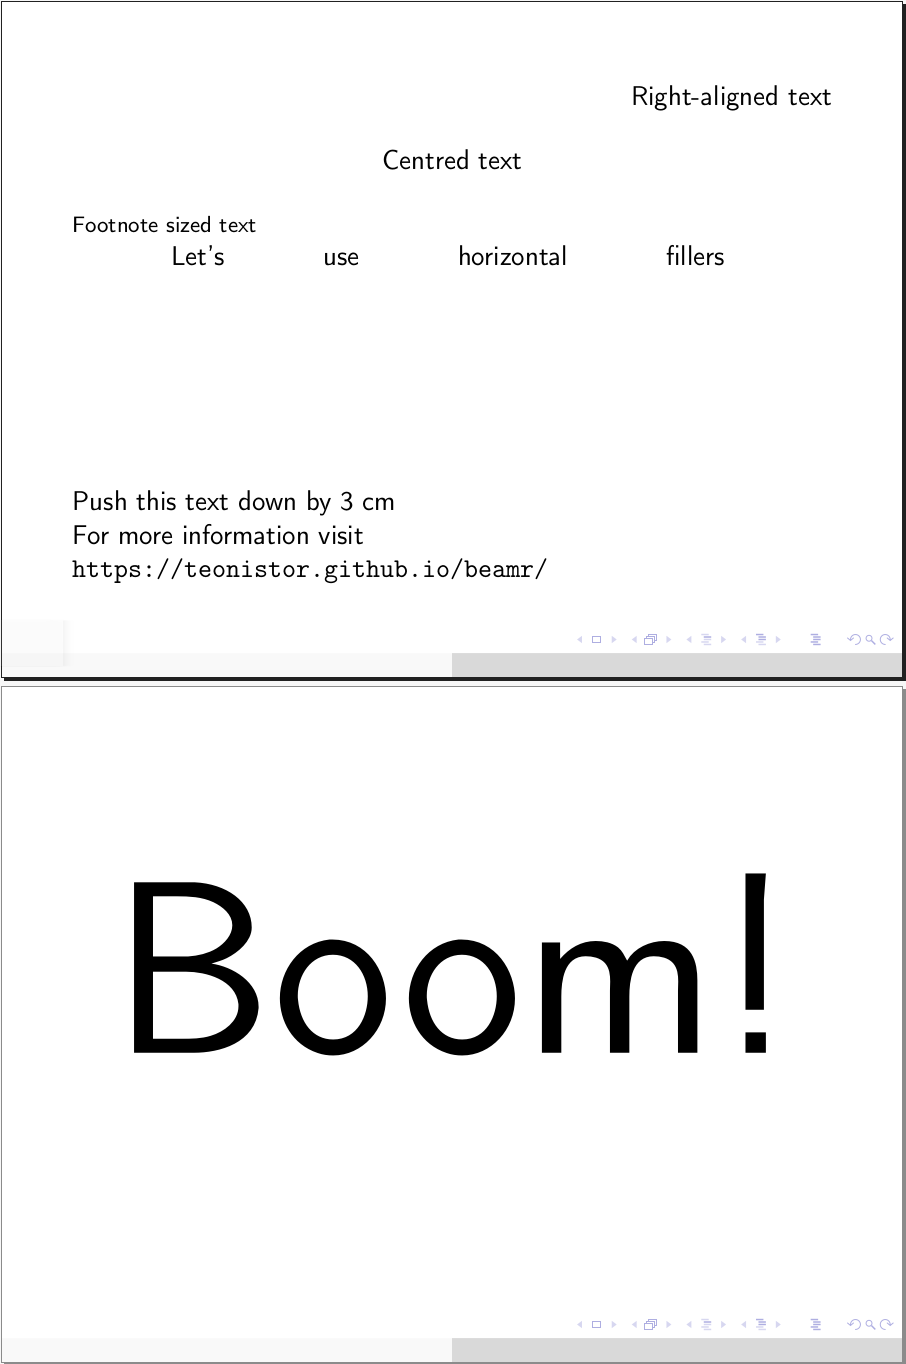 Right-aligned text
Centred text
Footnote sized text
Let's use horizontal fillers
Push this text down by 3 cm
For more information visit
https://teonistor.github.io/beamr/
Boom!